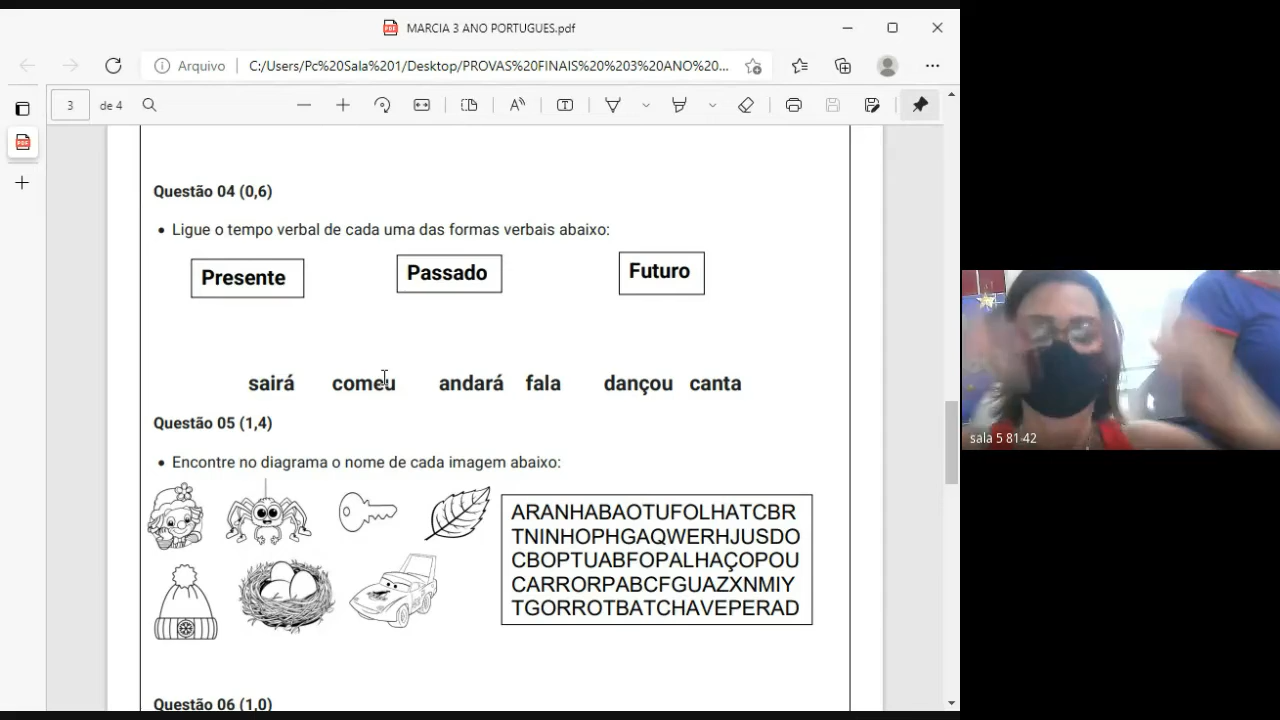 MARCIA 3 ANO PORTUGUES.pdf
Arquivo C:/Users/Pc%20Sala%201/Desktop/PROVAS%20FINAIS%20%203%20ANO%20...
3 de 4
Questão 04 (0,6)
• Ligue o tempo verbal de cada uma das formas verbais abaixo:
Presente Passado Futuro
sairá comeu andará fala dançou canta
Questão 05 (1,4)
• Encontre no diagrama o nome de cada imagem abaixo:
ARANHABAOTUFOLHATCBR
TNINHOPHGAQWERHJUSDO
CBOPTUABFOPALHAÇOPOU
CARRORPABCFGUAZXNMIY
TGORROTBATCHAVEPERAD
Questão 06 (1,0)
sala 5 81 42